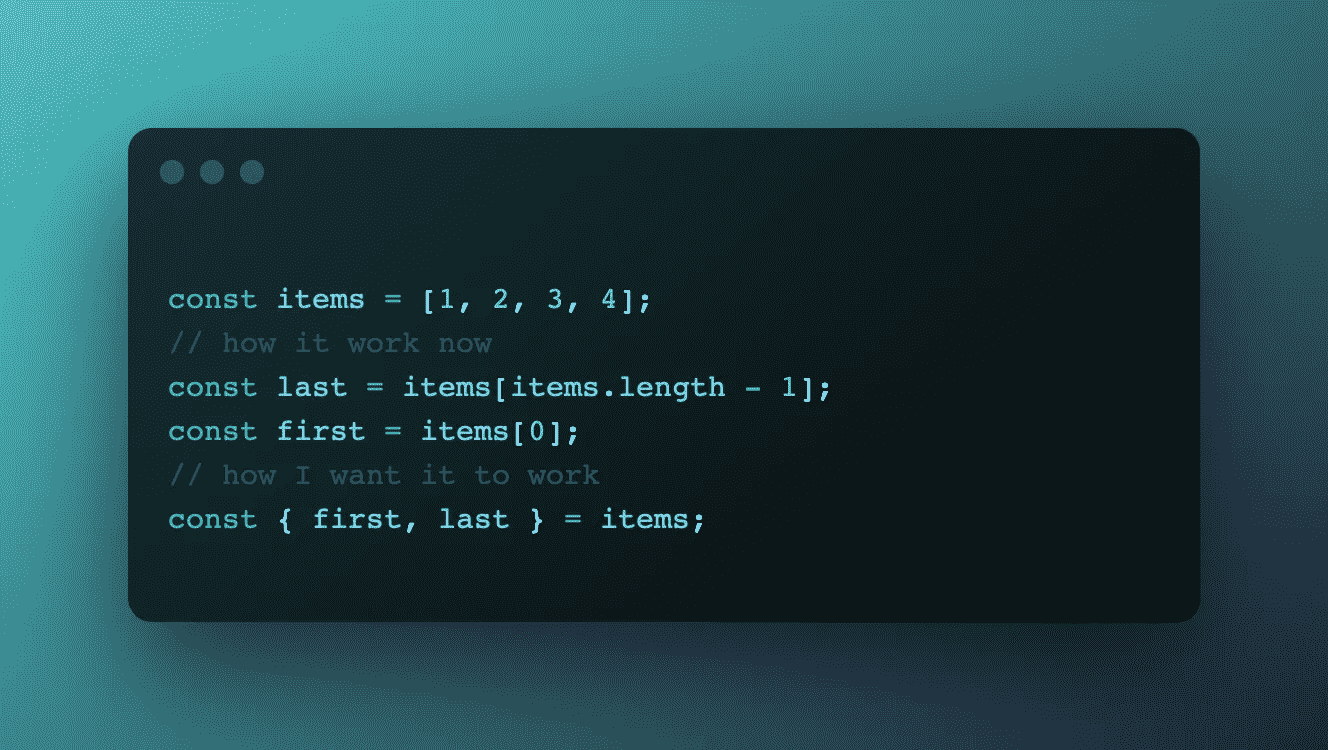 const items = [1, 2, 3, 4];
// how it work now
const last = items[items.length - 1];
const first = items[0];
// how I want it to work
const { first, last } = items;